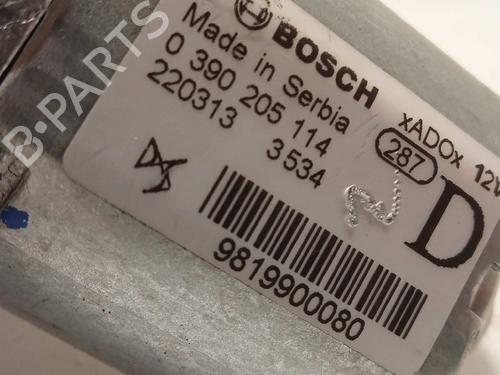 BOSCH
Made in Serbia
0 390 205 114
220313 3534
xADOx 12V
287
D
9819900080
B-PARTS